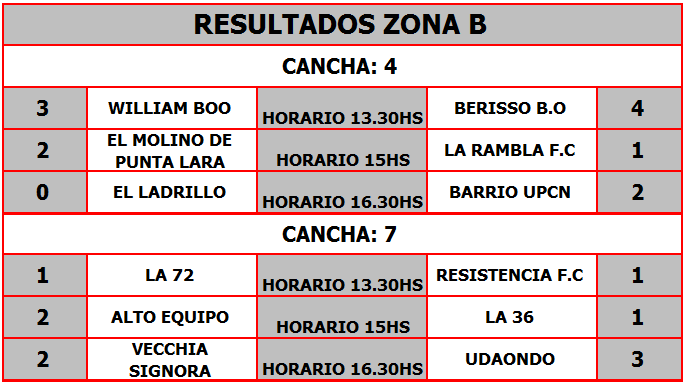 RESULTADOS ZONA B
CANCHA: 4
3 WILLIAM BOO HORARIO 13.30HS BERISSO B.O 4
2 EL MOLINO DE PUNTA LARA HORARIO 15HS LA RAMBLA F.C 1
0 EL LADRILLO HORARIO 16.30HS BARRIO UPCN 2
CANCHA: 7
1 LA 72 HORARIO 13.30HS RESISTENCIA F.C 1
2 ALTO EQUIPO HORARIO 15HS LA 36 1
2 VECCHIA SIGNORA HORARIO 16.30HS UDAONDO 3